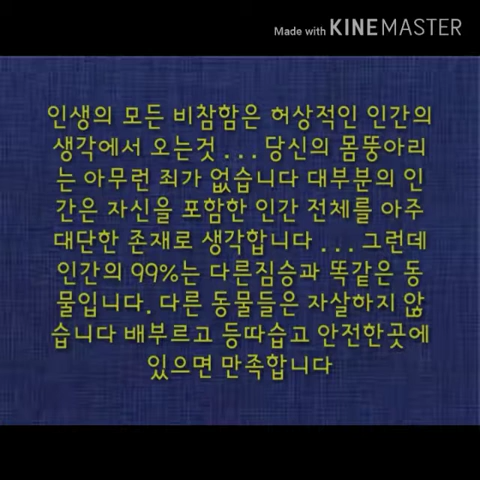 Made with KINEMASTER
인생의 모든 비참함은 허상적인 인간의
생각에서 오는것 . . . 당신의 몸뚱아리
는 아무런 죄가 없습니다 대부분의 인
간은 자신을 포함한 인간 전체를 아주
대단한 존재로 생각합니다 . . . 그런데
인간의 99%는 다른짐승과 똑같은 동
물입니다. 다른 동물들은 자살하지 않
습니다 배부르고 등따습고 안전한곳에
있으면 만족합니다